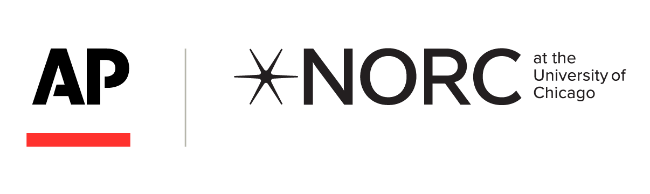 AP
NORC
at the
University of
Chicago